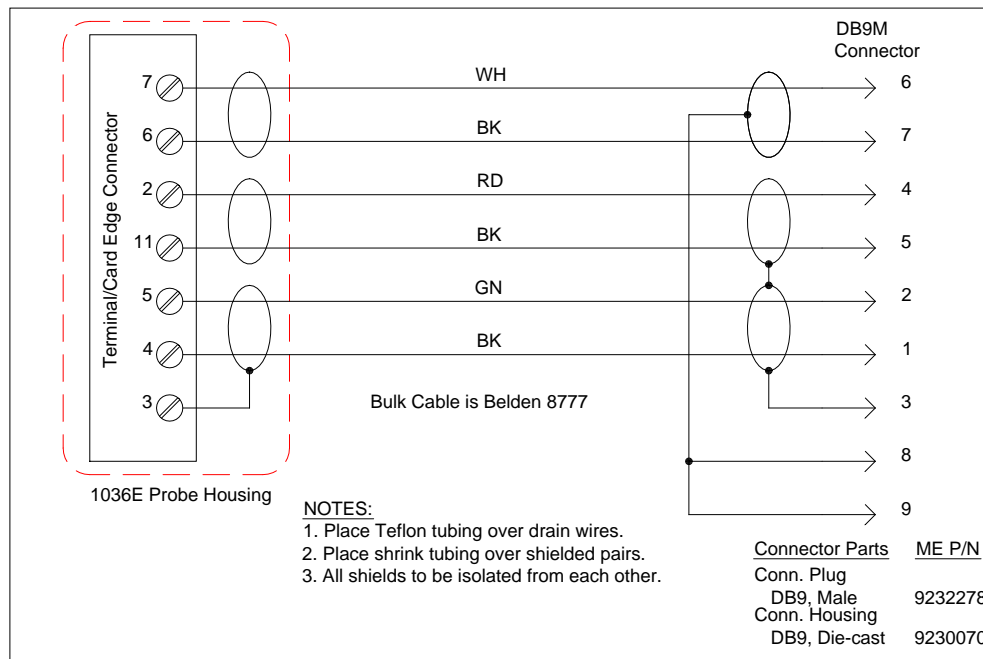 DB9M
Connector
7 WH 6
6 BK 7
2 RD 4
11 BK 5
5 GN 2
4 BK 1
3 3
8
9
Terminal/Card Edge Connector
Bulk Cable is Belden 8777
1036E Probe Housing
NOTES:
1. Place Teflon tubing over drain wires.
2. Place shrink tubing over shielded pairs.
3. All shields to be isolated from each other.
Connector Parts ME P/N
Conn. Plug
DB9, Male 9232278
Conn. Housing
DB9, Die-cast 9230070